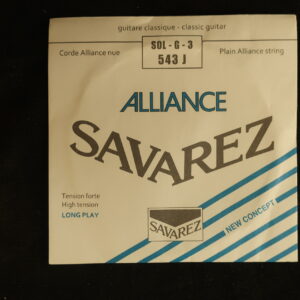 guitare classique - classic guitar
Corde Alliance nue
SOL - G - 3
543 J
Plain Alliance string
ALLIANCE
SAVAREZ
Tension forte
High tension
LONG PLAY
SAVAREZ
NEW CONCEPT